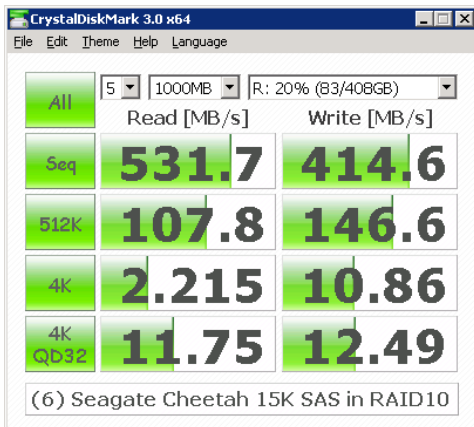 CrystalDiskMark 3.0 x64
File Edit Theme Help Language
All 5 1000MB R: 20% (83/408GB)
Read [MB/s] Write [MB/s]
Seq 531.7 414.6
512K 107.8 146.6
4K 2.215 10.86
4K QD32 11.75 12.49
(6) Seagate Cheetah 15K SAS in RAID10